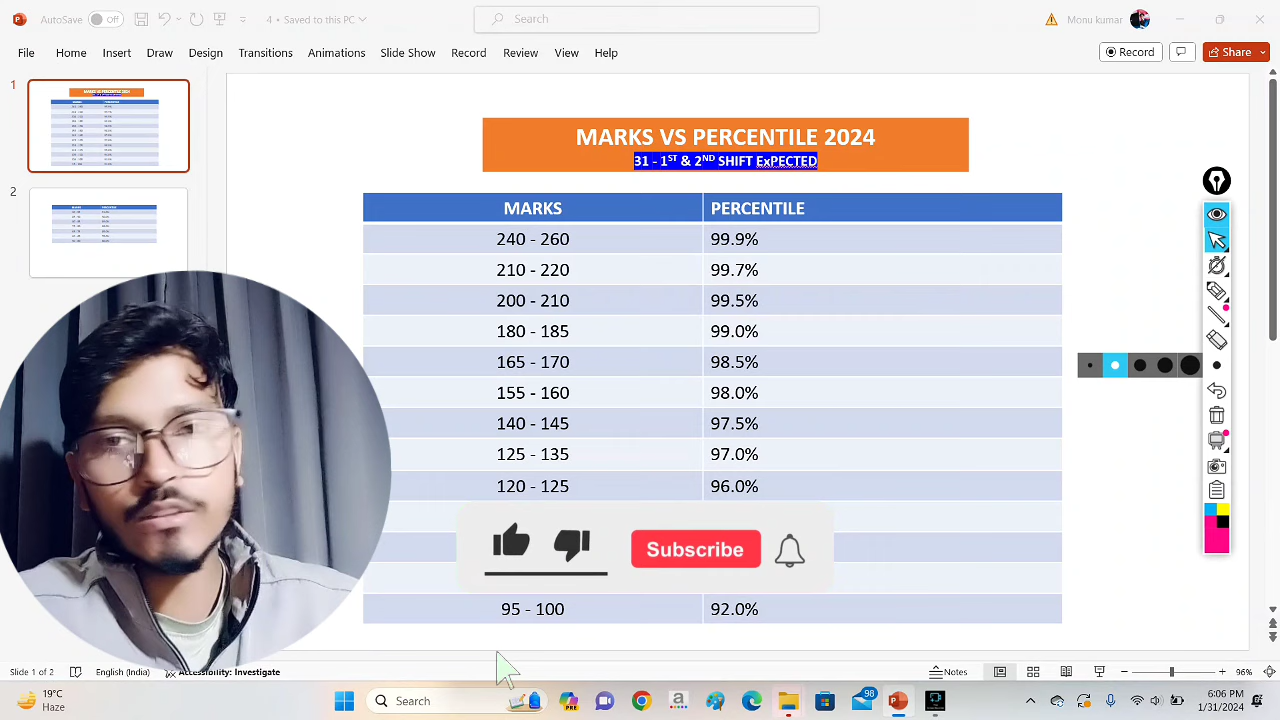 AutoSave Off 4 • Saved to this PC Search Monu kumar
File Home Insert Draw Design Transitions Animations Slide Show Record Review View Help Record Share
1
2
MARKS VS PERCENTILE 2024
31 - 1ST & 2ND SHIFT ExPECTED
MARKS PERCENTILE
240 - 260 99.9%
210 - 220 99.7%
200 - 210 99.5%
180 - 185 99.0%
165 - 170 98.5%
155 - 160 98.0%
140 - 145 97.5%
125 - 135 97.0%
120 - 125 96.0%
Subscribe
95 - 100 92.0%
Slide 1 of 2 English (India) Accessibility: Investigate Notes 96%
19°C
Haze
Search
98
6:06 PM
1/31/2024